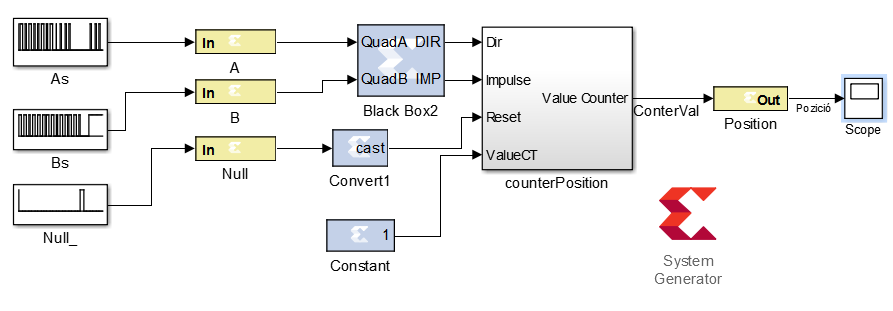 As
In
A
QuadA DIR
QuadB IMP
Black Box2
Bs
In
B
Null_
In
Null
cast
Convert1
1
Constant
Dir
Impulse
Reset
ValueCT
Value Counter
counterPosition
ConterVal
Out
Position
Pozició
Scope
System
Generator